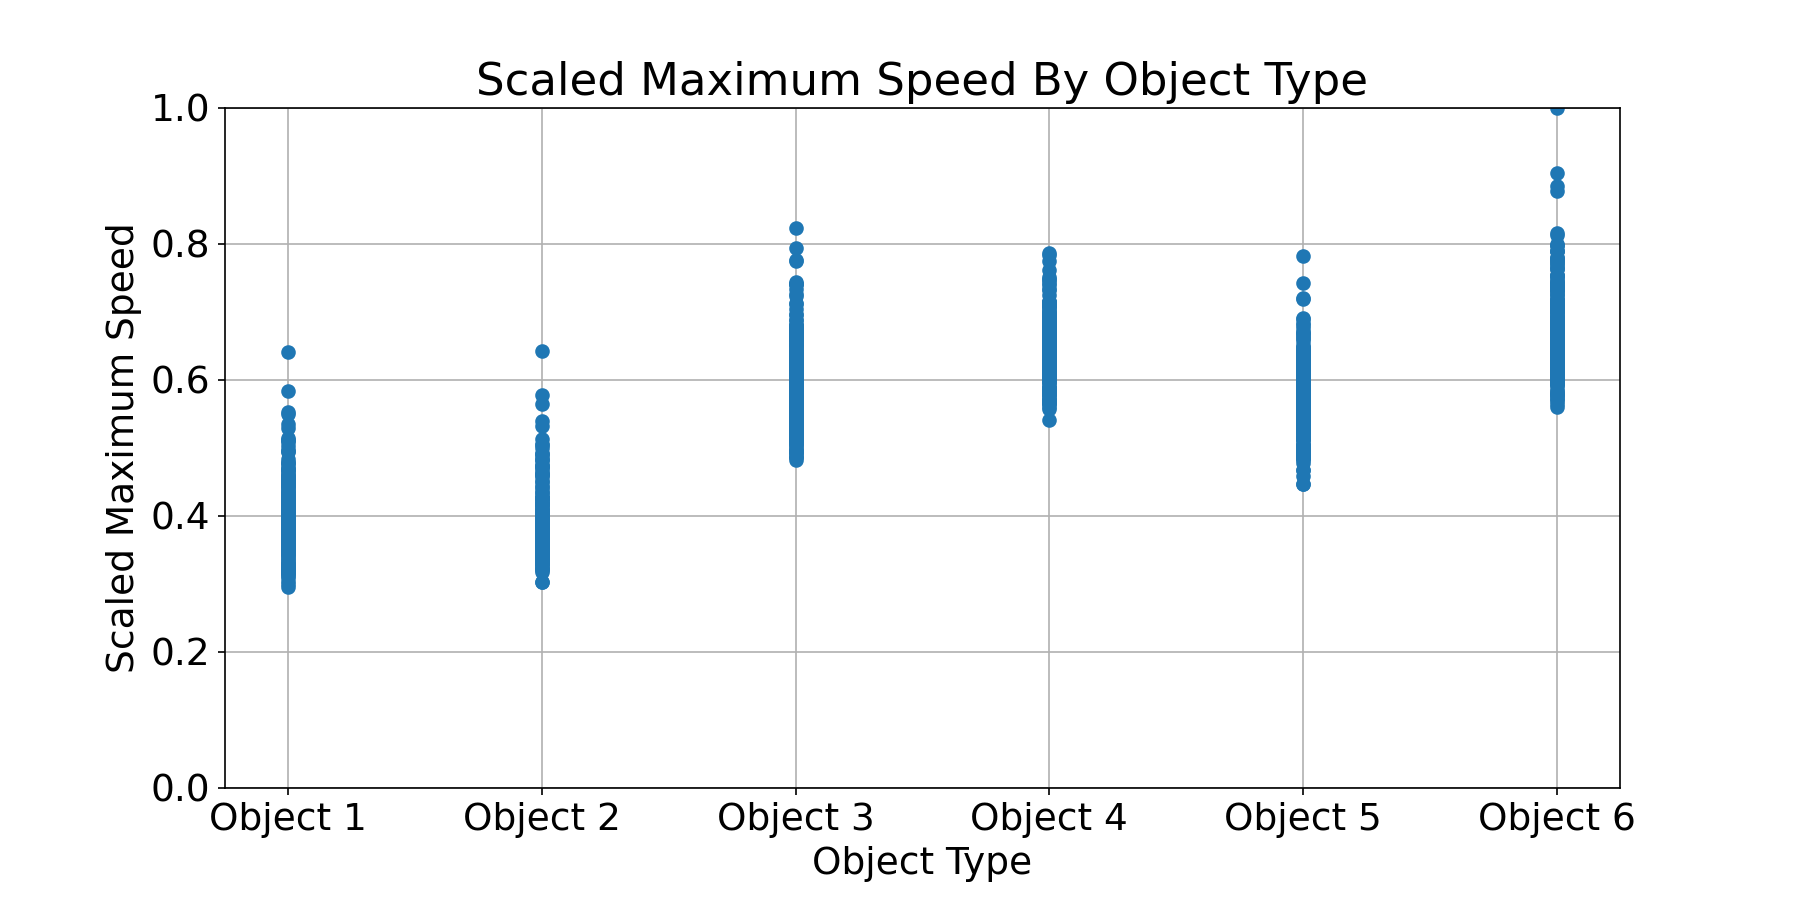 Scaled Maximum Speed By Object Type
1.0
0.8
0.6
0.4
0.2
0.0
Scaled Maximum Speed
Object 1 Object 2 Object 3 Object 4 Object 5 Object 6
Object Type